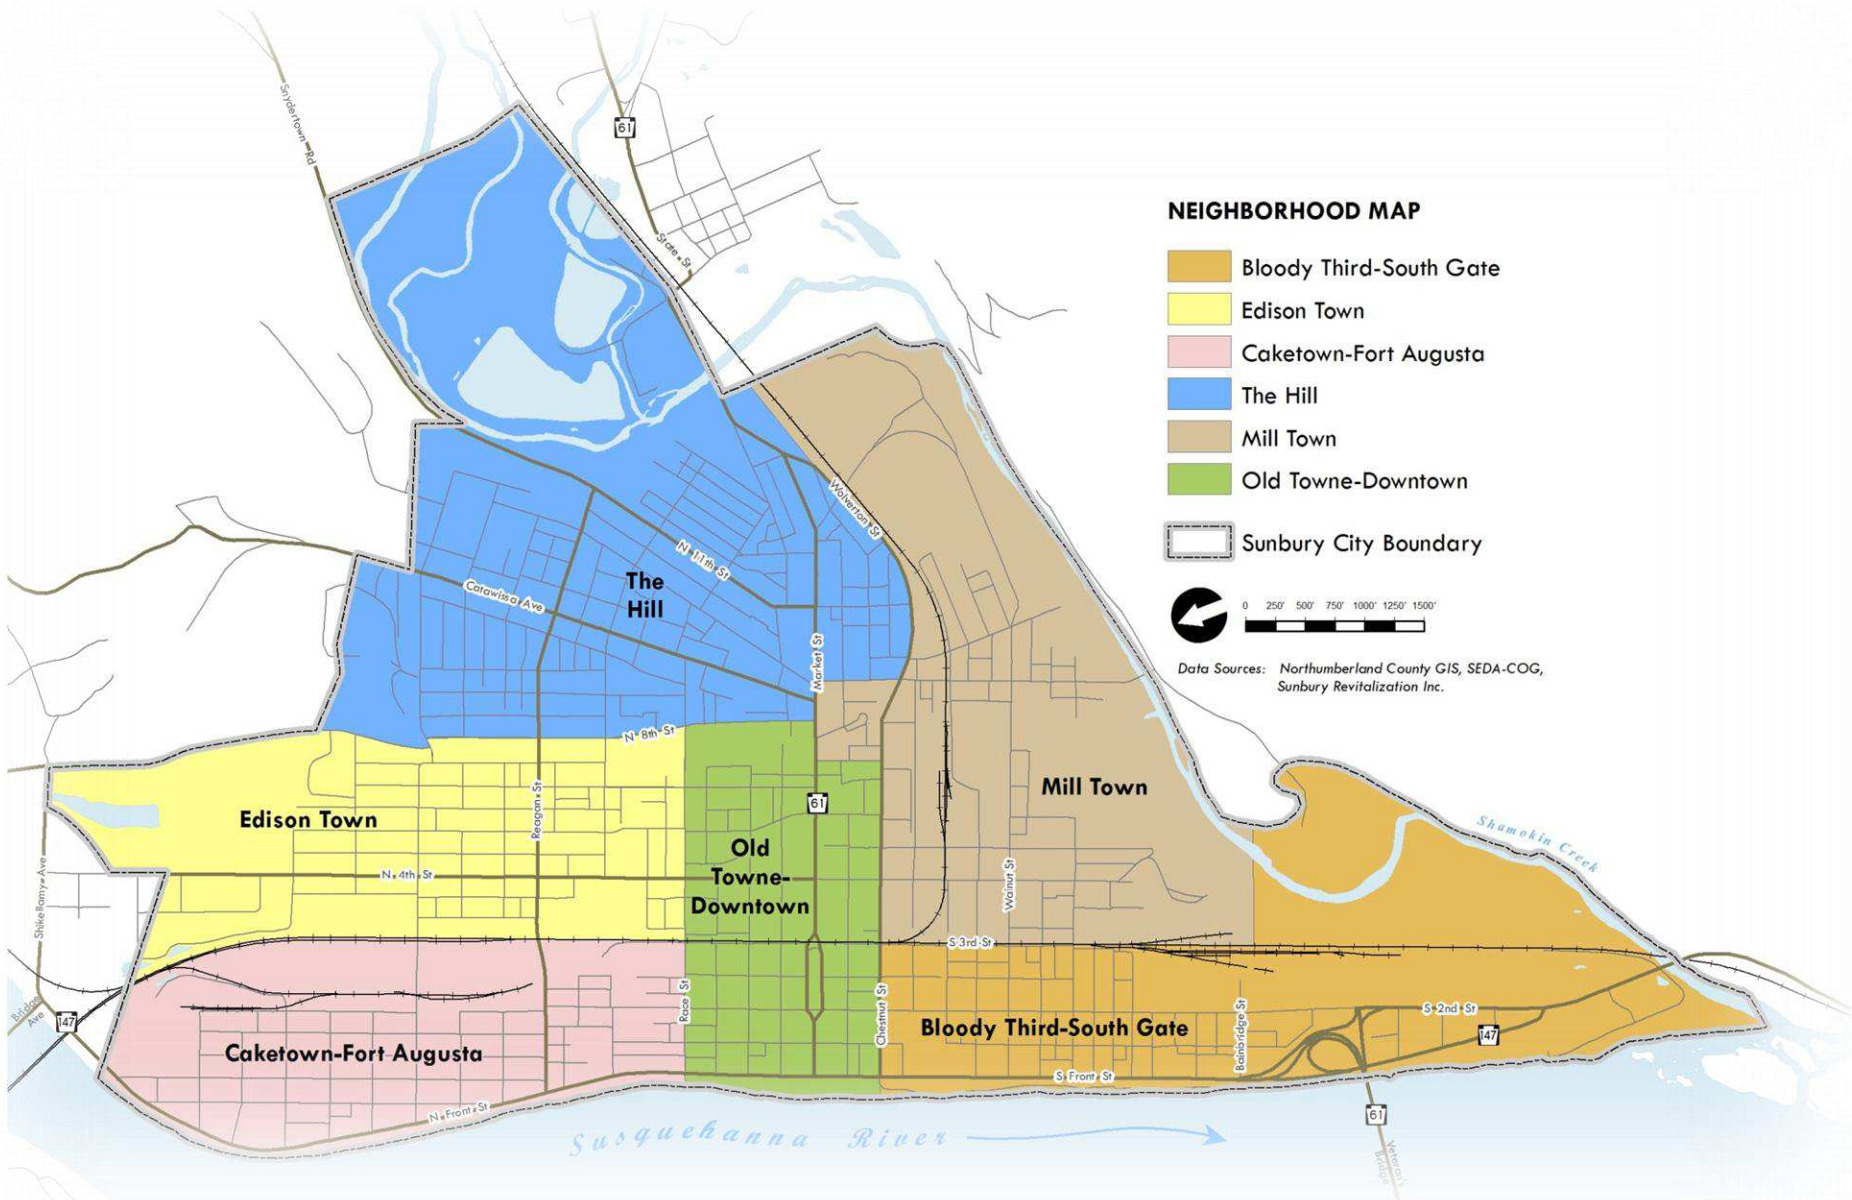 Snydertown Rd
61
State St
NEIGHBORHOOD MAP
Bloody Third-South Gate
Edison Town
Caketown-Fort Augusta
The Hill
Mill Town
Old Towne-Downtown
Sunbury City Boundary
0 250' 500' 750' 1000' 1250' 1500'
Data Sources: Northumberland County GIS, SEDA-COG,
Sunbury Revitalization Inc.
Wolverton St
N 11th St
Catawissa Ave
The
Hill
Market St
N 8th St
Reagan St
Edison Town
61
Mill Town
Shamokin Creek
Old
Towne-
Downtown
N 4th St
Shikellamy Ave
Walnut St
S 3rd St
Race St
Chestnut St
Bainbridge St
Bridge
Ave
147
Caketown-Fort Augusta
Bloody Third-South Gate
S 2nd St
147
S Front St
N Front St
61
Susquehanna River
Veteran's
Bridge